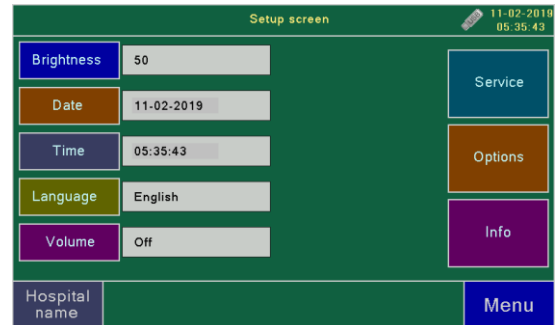 Setup screen
11-02-2019
05:35:43
Brightness
50
Service
Date
11-02-2019
Time
05:35:43
Options
Language
English
Volume
Off
Info
Hospital
name
Menu